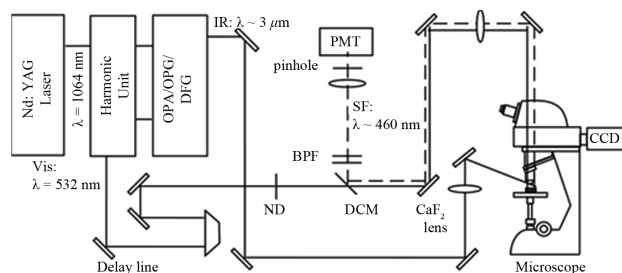 Nd: YAG
Laser
λ = 1064 nm
Harmonic
Unit
OPA/OPG/
DFG
IR: λ ~ 3 μm
PMT
pinhole
SF:
λ ~ 460 nm
BPF
CCD
Vis:
λ = 532 nm
ND
DCM
CaF₂
lens
Delay line
Microscope